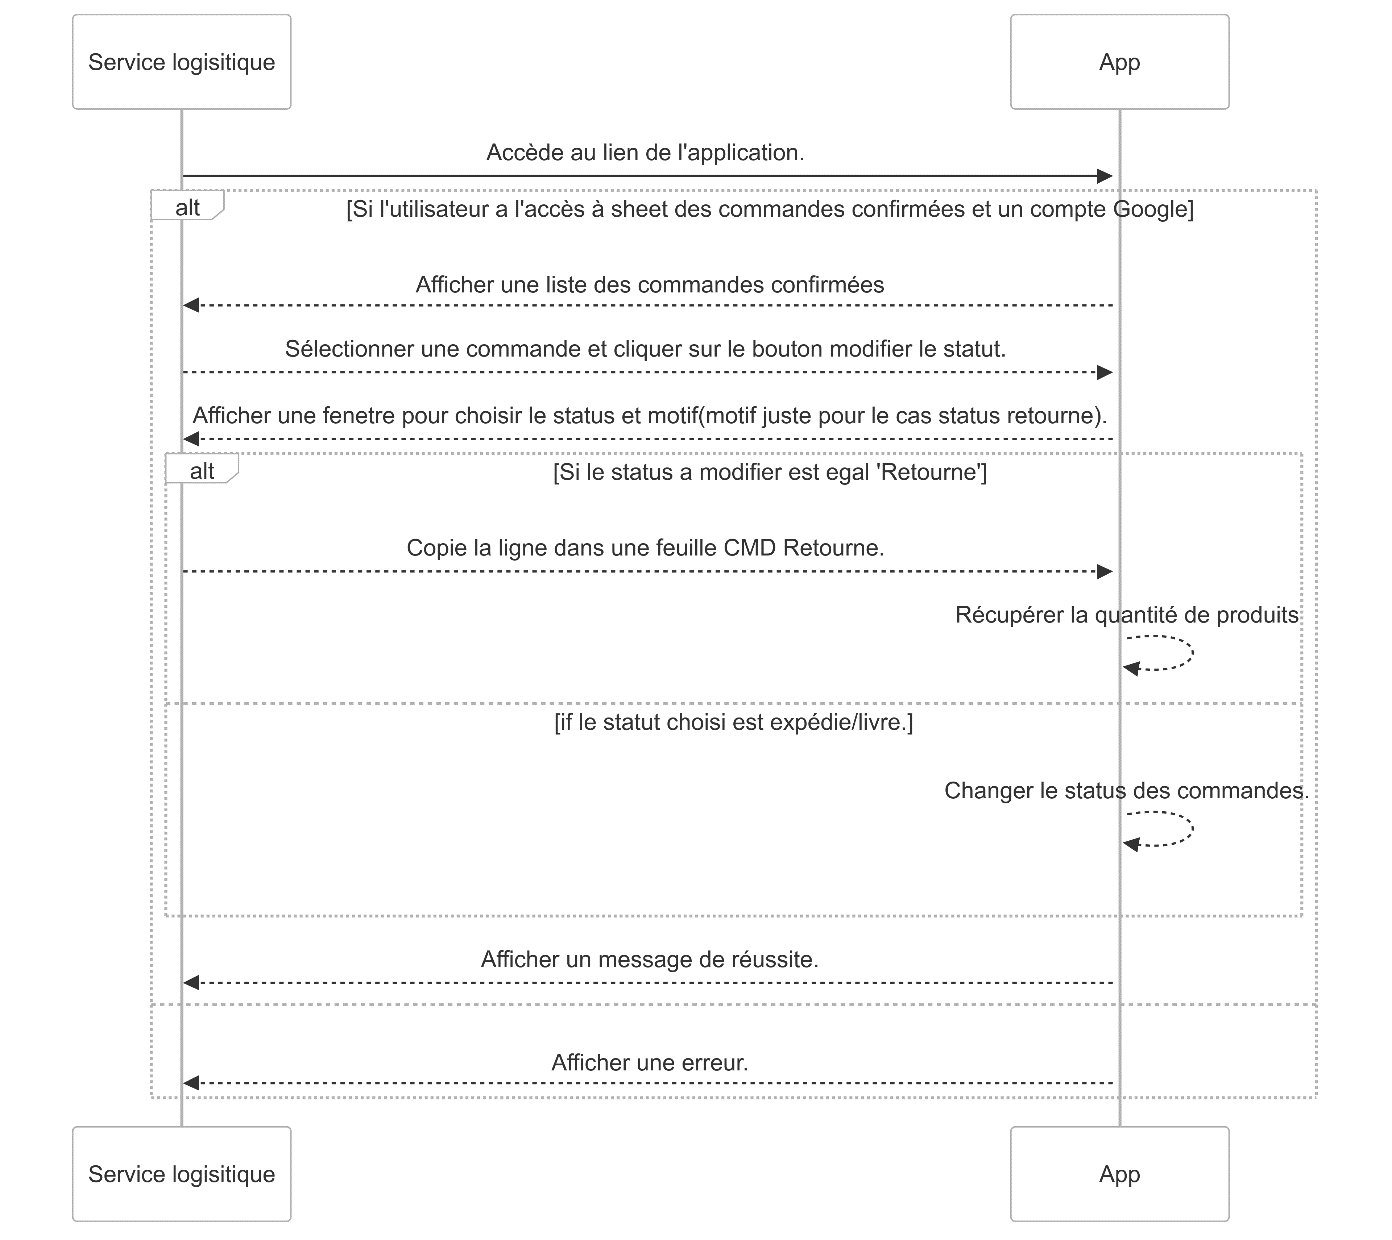 Service logisitique
App
Accède au lien de l'application.
alt
[Si l'utilisateur a l'accès à sheet des commandes confirmées et un compte Google]
Afficher une liste des commandes confirmées
Sélectionner une commande et cliquer sur le bouton modifier le statut.
Afficher une fenetre pour choisir le status et motif(motif juste pour le cas status retourne).
alt
[Si le status a modifier est egal 'Retourne']
Copie la ligne dans une feuille CMD Retourne.
Récupérer la quantité de produits
[if le statut choisi est expédie/livre.]
Changer le status des commandes.
Afficher un message de réussite.
Afficher une erreur.
Service logisitique
App